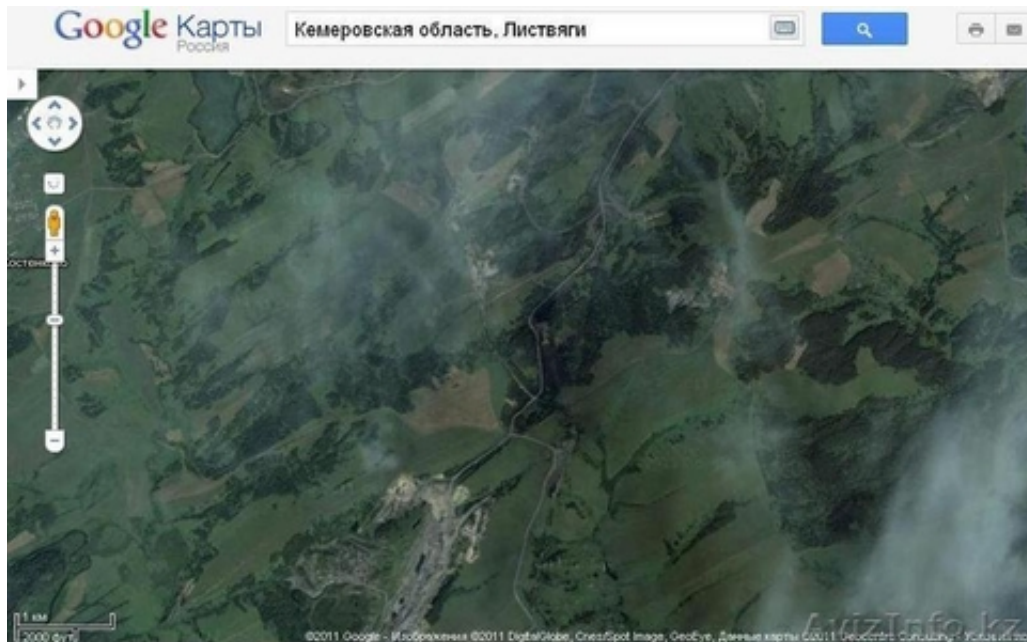 Google Карты
Россия
Кемеровская область, Листвяги
1 км
2000 фут
©2011 Google - Изображения ©2011 DigitalGlobe, Cnes/Spot Image, GeoEye, Данные карты ©2011
AvizInfo.kz